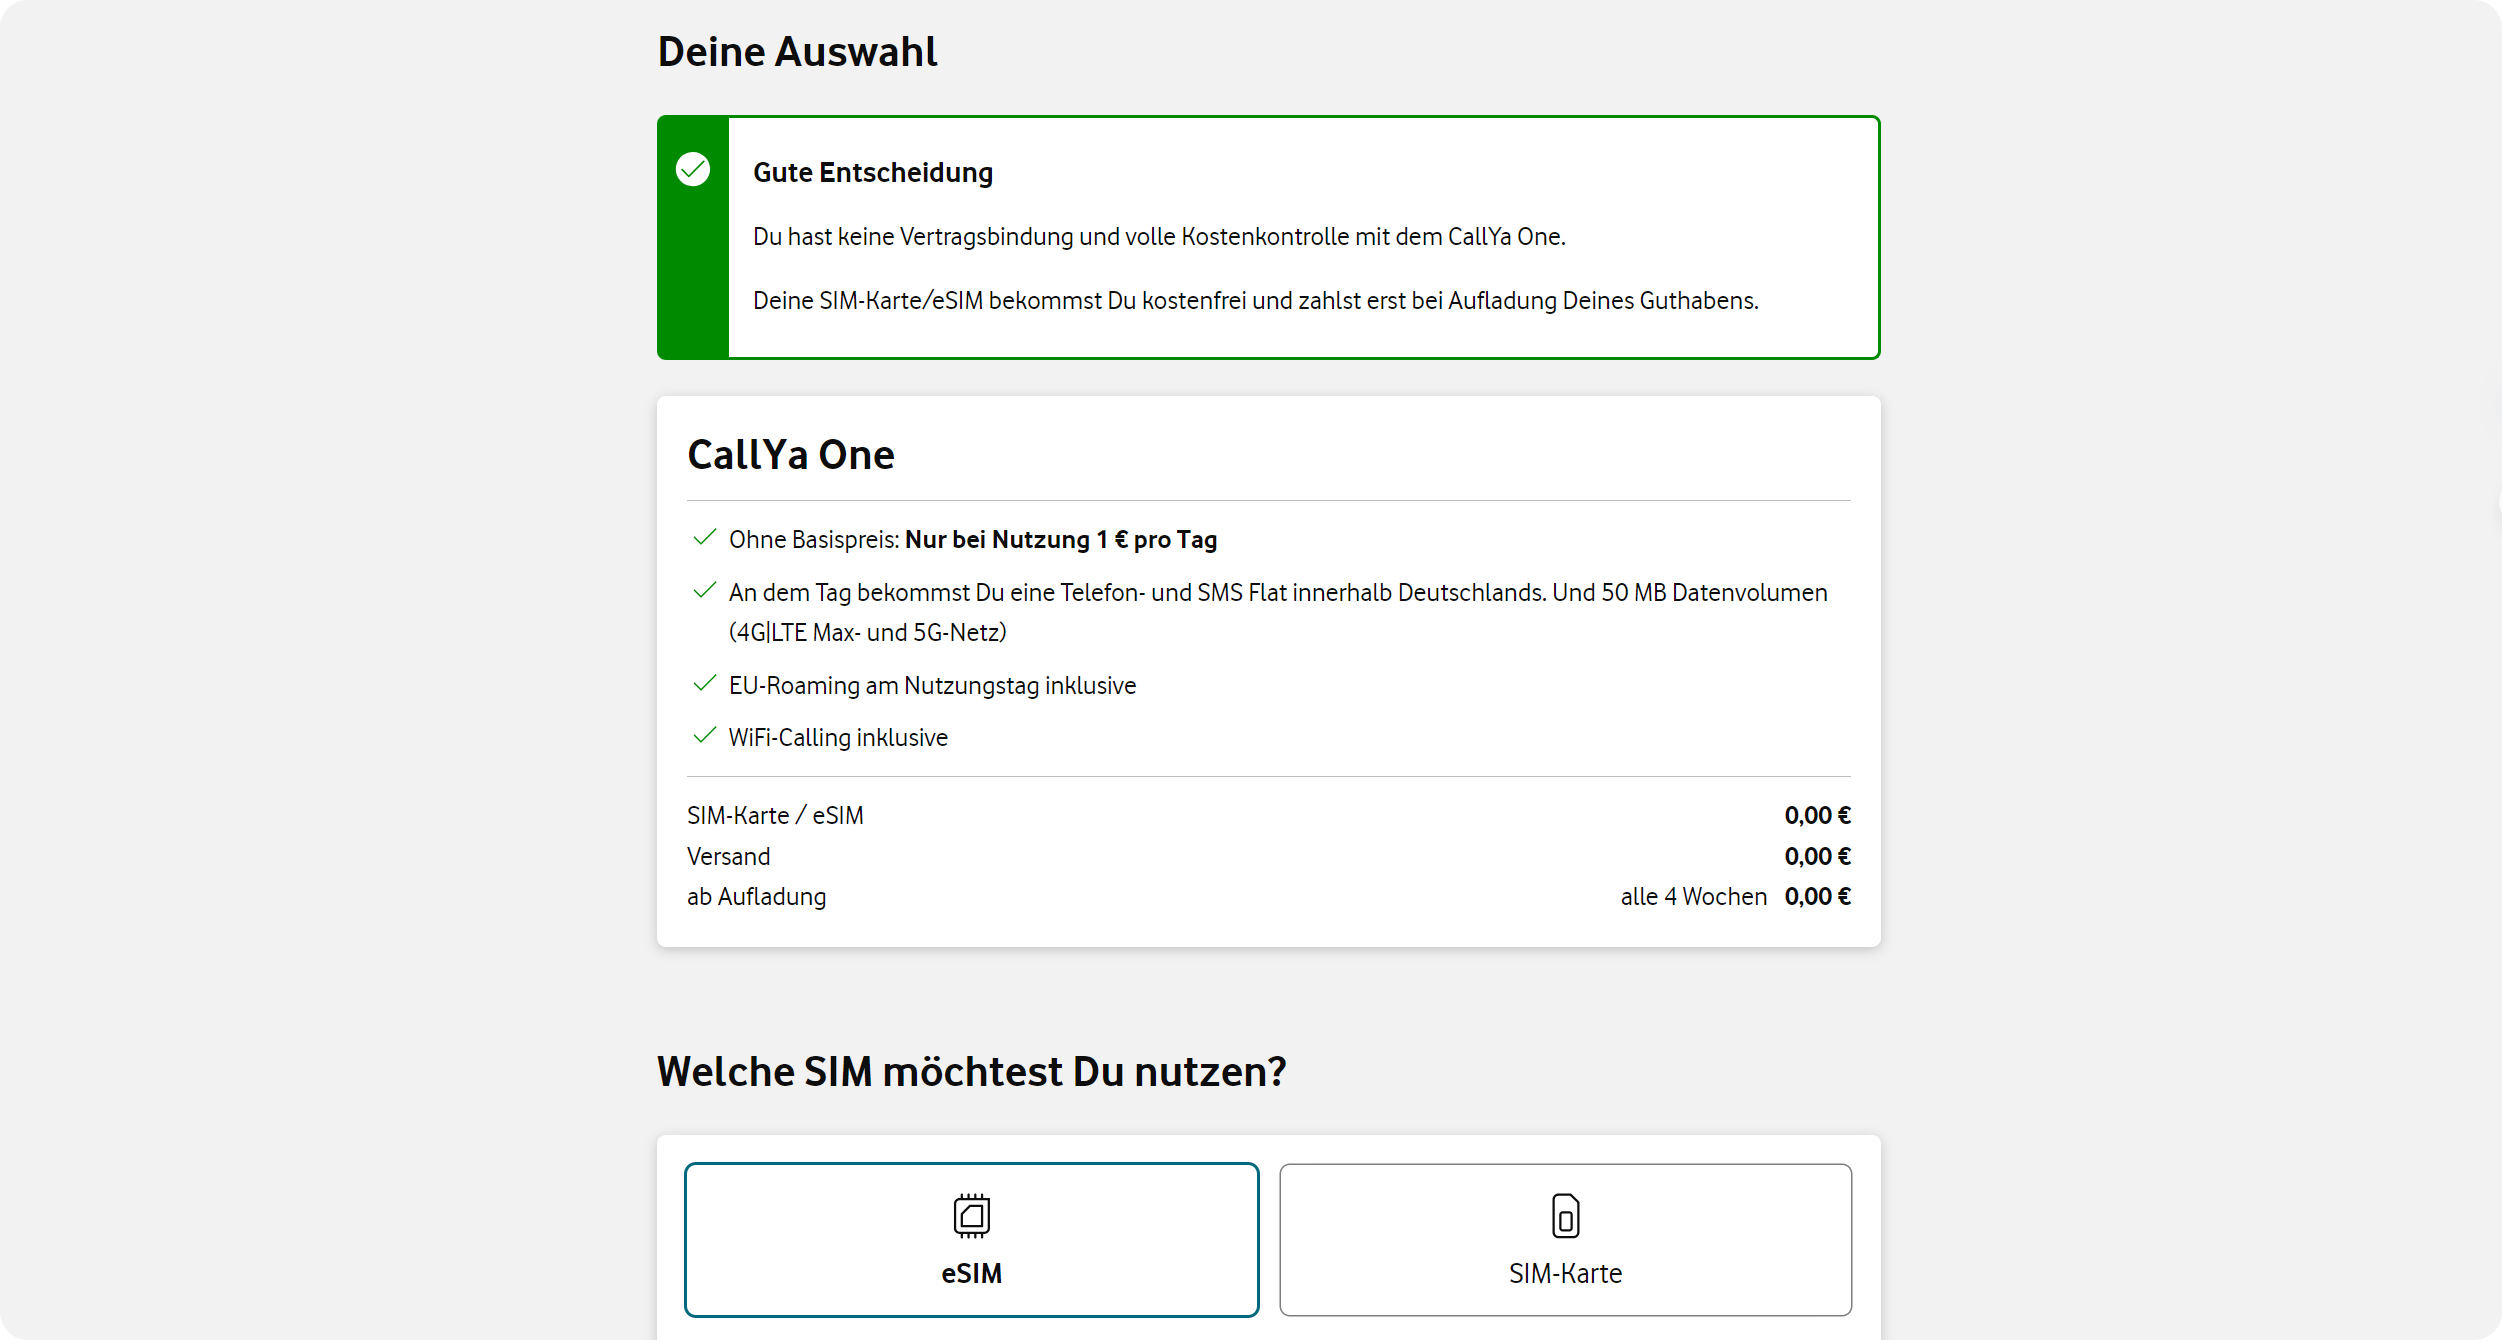 Deine Auswahl
Gute Entscheidung
Du hast keine Vertragsbindung und volle Kostenkontrolle mit dem CallYa One.
Deine SIM-Karte/eSIM bekommst Du kostenfrei und zahlst erst bei Aufladung Deines Guthabens.
CallYa One
Ohne Basispreis: Nur bei Nutzung 1 € pro Tag
An dem Tag bekommst Du eine Telefon- und SMS Flat innerhalb Deutschlands. Und 50 MB Datenvolumen
(4G|LTE Max- und 5G-Netz)
EU-Roaming am Nutzungstag inklusive
WiFi-Calling inklusive
SIM-Karte / eSIM 0,00 €
Versand 0,00 €
ab Aufladung alle 4 Wochen 0,00 €
Welche SIM möchtest Du nutzen?
eSIM SIM-Karte